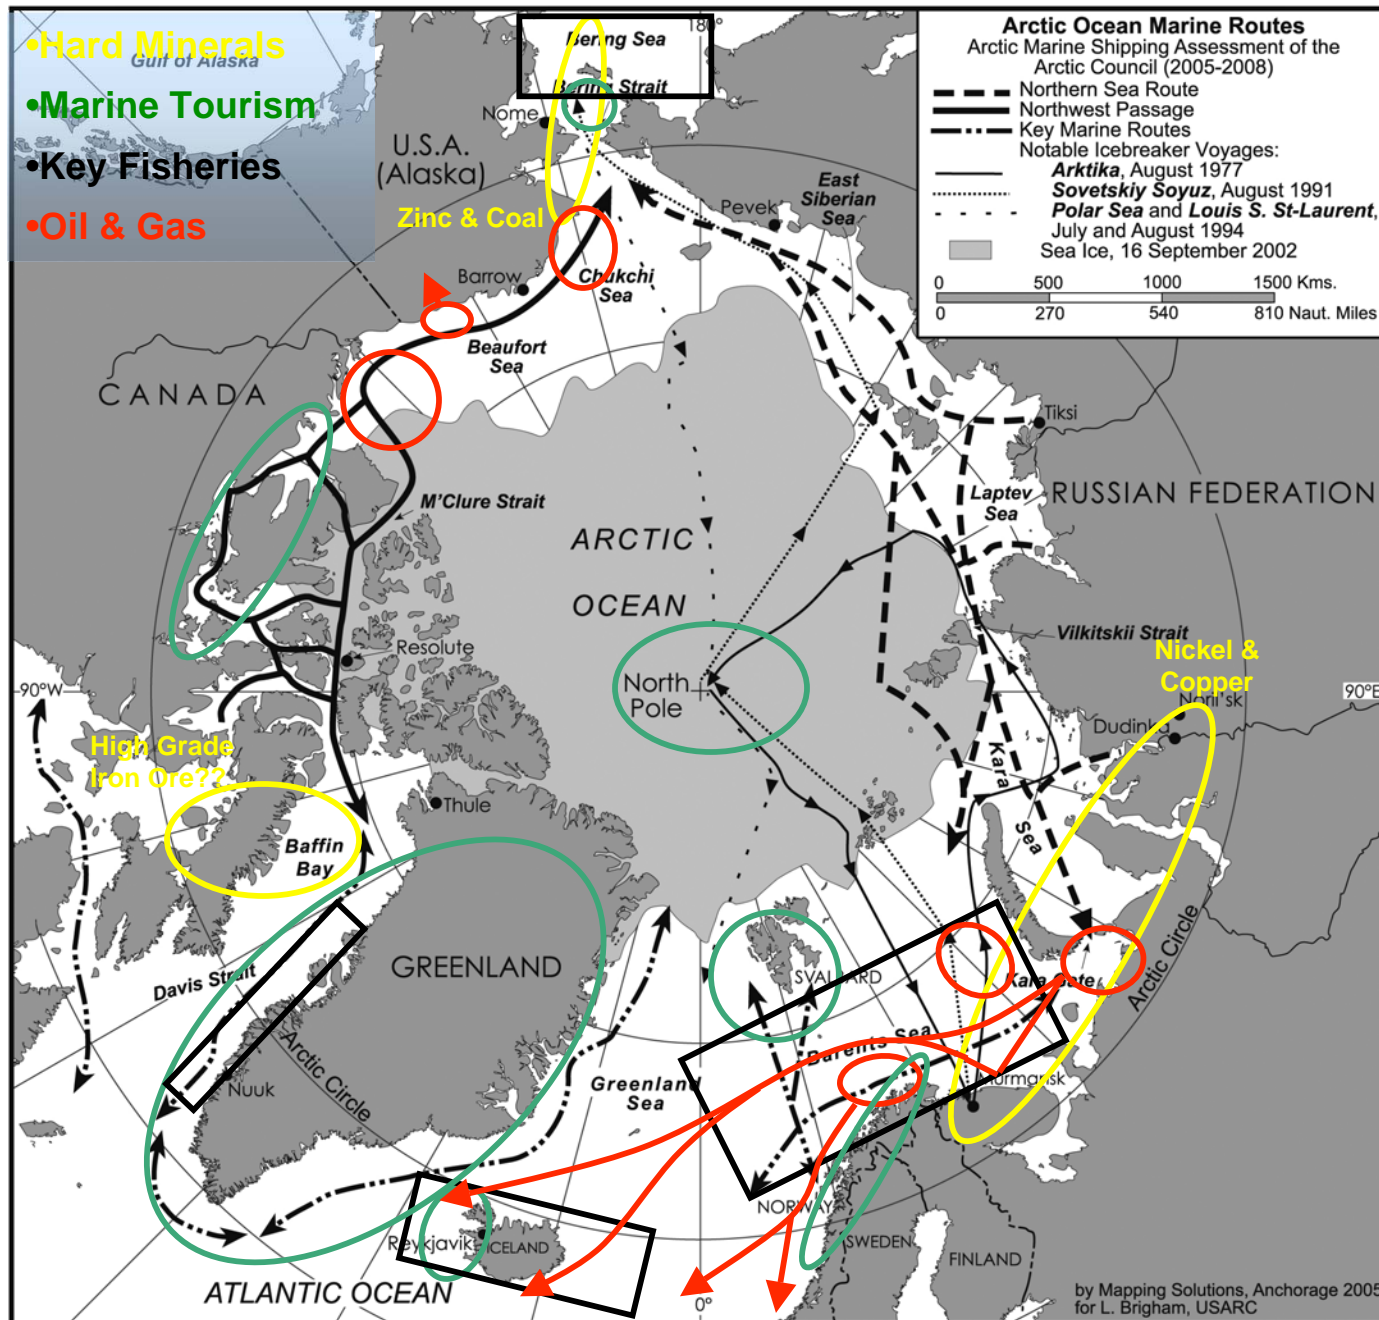 •Hard Minerals
Gulf of Alaska
•Marine Tourism
•Key Fisheries
•Oil & Gas
180°
Bering Sea
Bering Strait
Nome
U.S.A.
(Alaska)
Zinc & Coal
Arctic Ocean Marine Routes
Arctic Marine Shipping Assessment of the
Arctic Council (2005-2008)
Northern Sea Route
Northwest Passage
Key Marine Routes
Notable Icebreaker Voyages:
Arktika, August 1977
Sovetskiy Soyuz, August 1991
Polar Sea and Louis S. St-Laurent,
July and August 1994
Sea Ice, 16 September 2002
0 500 1000 1500 Kms.
0 270 540 810 Naut. Miles
East
Siberian
Sea
Pevek
Barrow
Chukchi
Sea
Beaufort
Sea
CANADA
Tiksi
M'Clure Strait
Laptev
Sea
RUSSIAN FEDERATION
ARCTIC
OCEAN
Vilkitskii Strait
Resolute
Nickel &
Copper
90°W
North
Pole
90°E
Noril'sk
Dudinka
High Grade
Iron Ore??
Kara
Sea
Thule
Baffin
Bay
GREENLAND
Davis Strait
SVALBARD
Kara Gate
Arctic Circle
Barents Sea
Arctic Circle
Nuuk
Greenland
Sea
Murmansk
NORWAY
Reykjavik
ICELAND
SWEDEN
FINLAND
ATLANTIC OCEAN
0°
by Mapping Solutions, Anchorage 2005
for L. Brigham, USARC